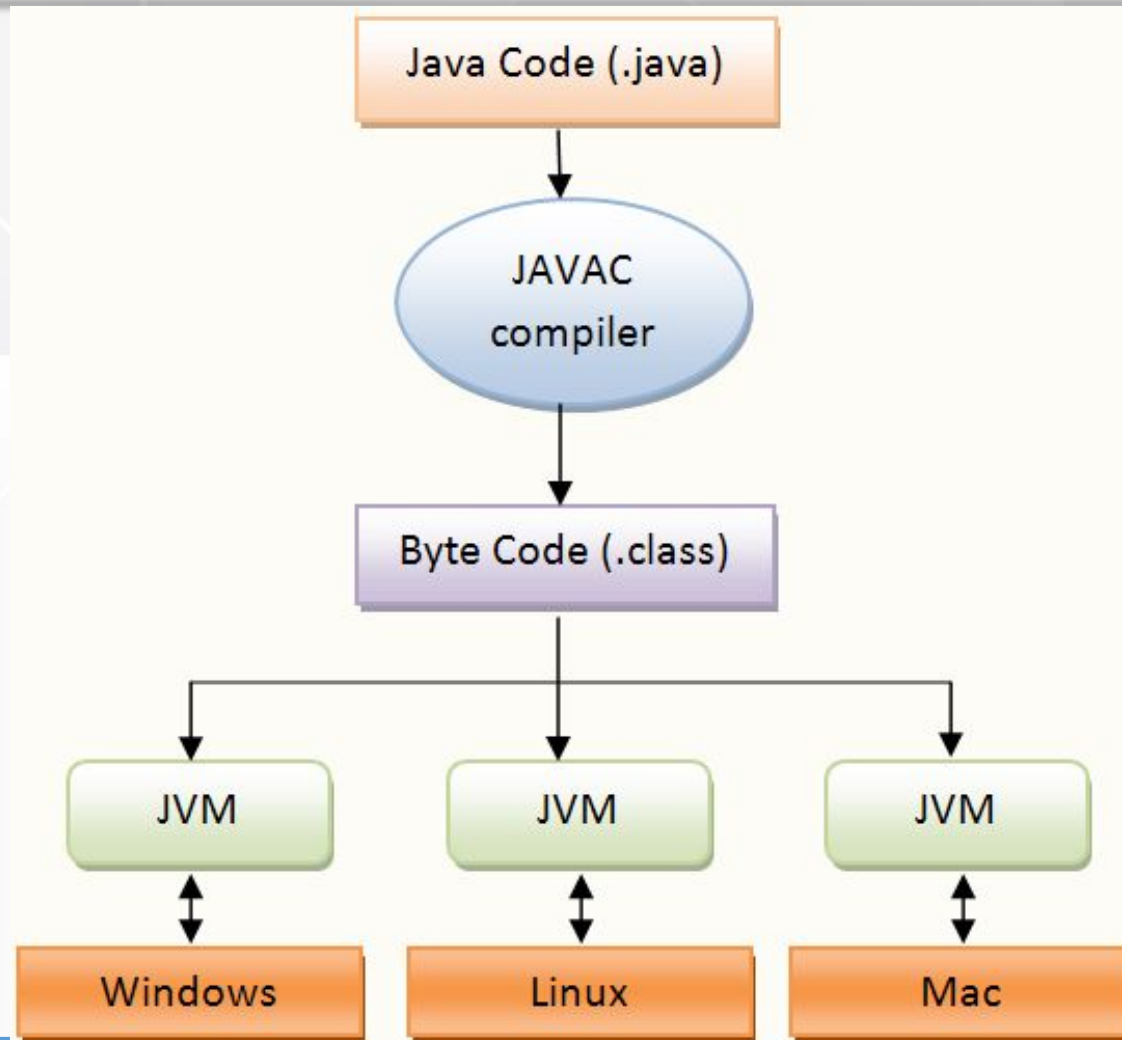 Java Code (.java)
JAVAC
compiler
Byte Code (.class)
JVM
JVM
JVM
Windows
Linux
Mac